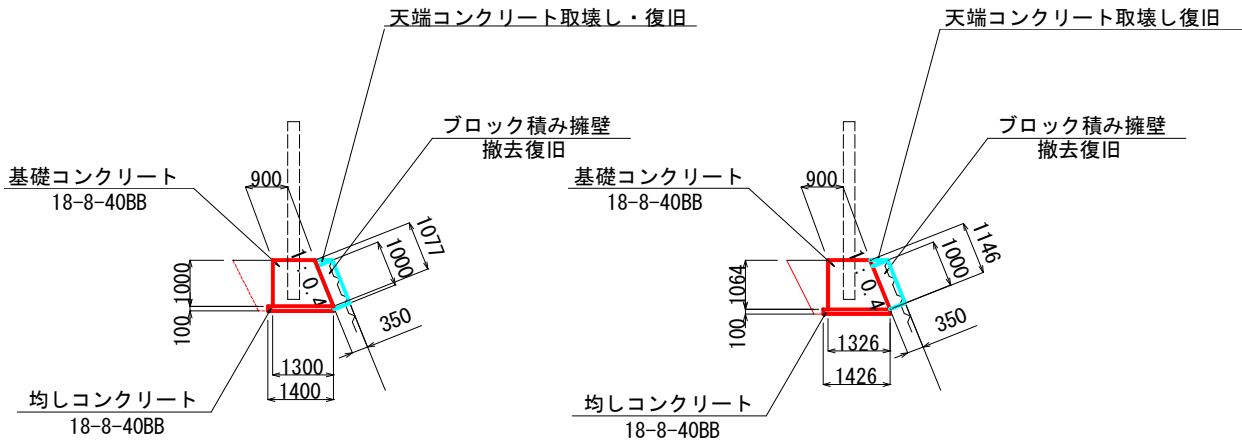 天端コンクリート取壊し・復旧
ブロック積み擁壁
撤去復旧
基礎コンクリート
18-8-40BB
900
1077
1000
1:0.4
1000
100
350
1300
1400
均しコンクリート
18-8-40BB
天端コンクリート取壊し復旧
ブロック積み擁壁
撤去復旧
基礎コンクリート
18-8-40BB
900
1146
1000
1:0.4
1064
100
350
1326
1426
均しコンクリート
18-8-40BB